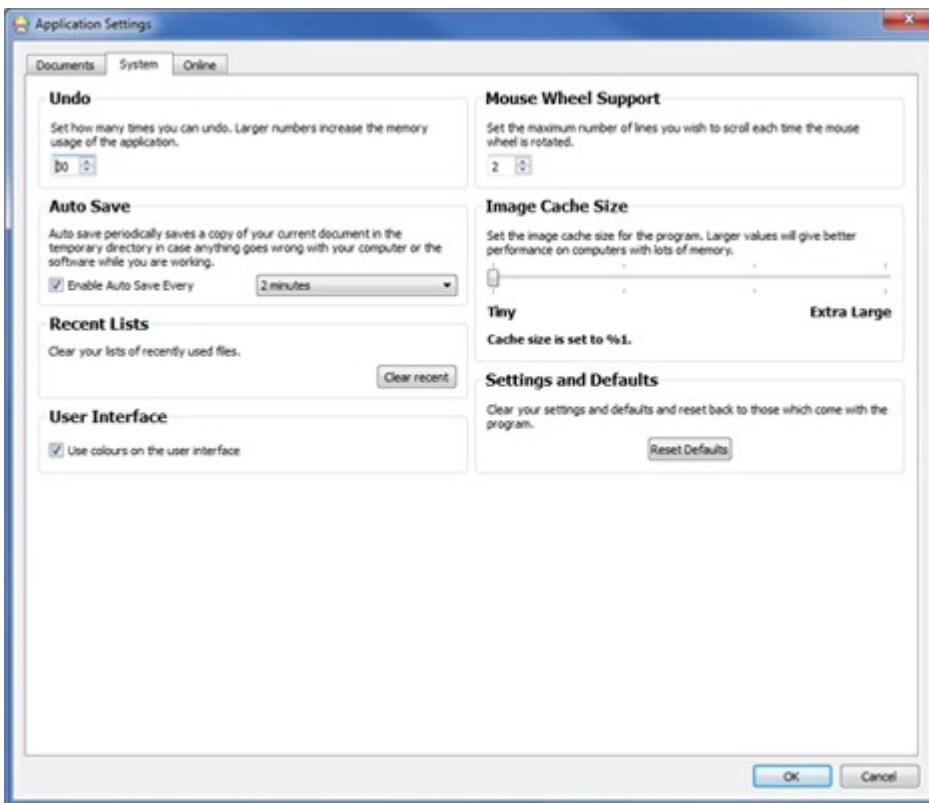 Application Settings
Documents
System
Online
Undo
Set how many times you can undo. Larger numbers increase the memory
usage of the application.
Auto Save
Auto save periodically saves a copy of your current document in the
temporary directory in case anything goes wrong with your computer or the
software while you are working.
Enable Auto Save Every
2 minutes
Recent Lists
Clear your lists of recently used files.
Clear recent
User Interface
Use colours on the user interface
Mouse Wheel Support
Set the maximum number of lines you wish to scroll each time the mouse
wheel is rotated.
2
Image Cache Size
Set the image cache size for the program. Larger values will give better
performance on computers with lots of memory.
Tiny
Extra Large
Cache size is set to %1.
Settings and Defaults
Clear your settings and defaults and reset back to those which come with the
program.
Reset Defaults
OK
Cancel